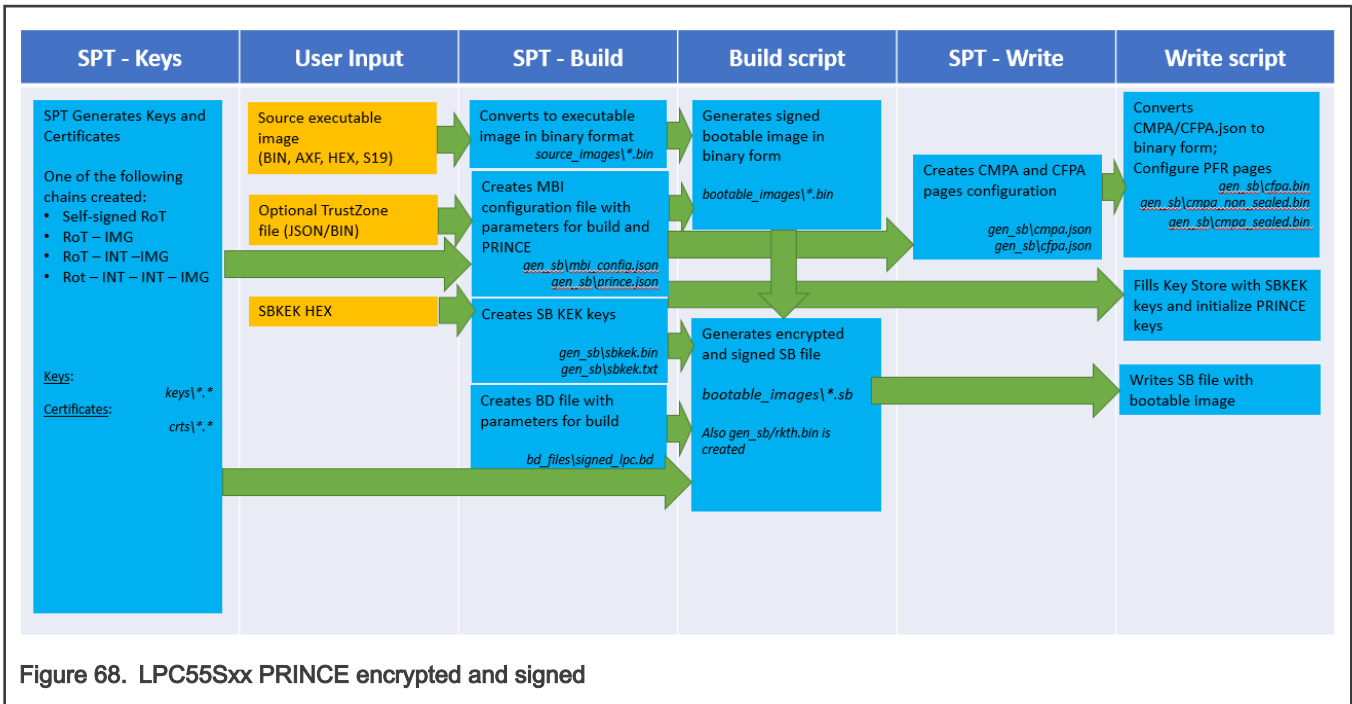 SPT - Keys
User Input
SPT - Build
Build script
SPT - Write
Write script
SPT Generates Keys and
Certificates
One of the following
chains created:
• Self-signed RoT
• RoT – IMG
• RoT – INT –IMG
• Rot – INT – INT – IMG
Keys:
keys\*.*
Certificates:
crts\*.*
Source executable
image
(BIN, AXF, HEX, S19)
Optional TrustZone
file (JSON/BIN)
SBKEK HEX
Converts to executable
image in binary format
source_images\*.bin
Creates MBI
configuration file with
parameters for build and
PRINCE
gen_sb\mbi_config.json
gen_sb\prince.json
Creates SB KEK keys
gen_sb\sbkek.bin
gen_sb\sbkek.txt
Creates BD file with
parameters for build
bd_files\signed_lpc.bd
Generates signed
bootable image in
binary form
bootable_images\*.bin
Generates encrypted
and signed SB file
bootable_images\*.sb
Also gen_sb/rkth.bin is
created
Creates CMPA and CFPA
pages configuration
gen_sb\cmpa.json
gen_sb\cfpa.json
Converts
CMPA/CFPA.json to
binary form;
Configure PFR pages
gen_sb\cfpa.bin
gen_sb\cmpa_non_sealed.bin
gen_sb\cmpa_sealed.bin
Fills Key Store with SBKEK
keys and initialize PRINCE
keys
Writes SB file with
bootable image
Figure 68. LPC55Sxx PRINCE encrypted and signed